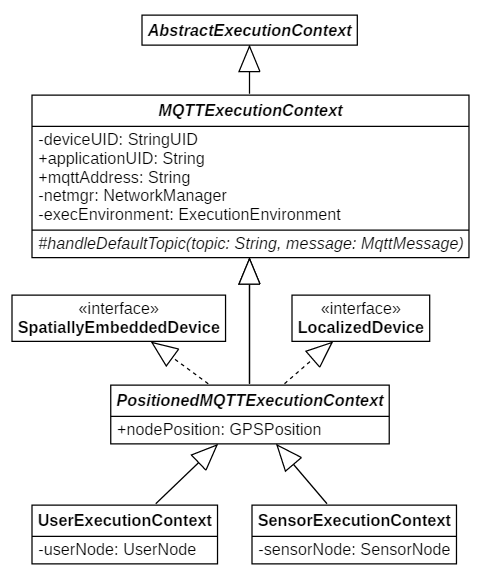 AbstractExecutionContext
MQTTExecutionContext
-deviceUID: StringUID
+applicationUID: String
+mqttAddress: String
-netmgr: NetworkManager
-execEnvironment: ExecutionEnvironment
#handleDefaultTopic(topic: String, message: MqttMessage)
«interface»
SpatiallyEmbeddedDevice
«interface»
LocalizedDevice
PositionedMQTTExecutionContext
+nodePosition: GPSPosition
UserExecutionContext
-userNode: UserNode
SensorExecutionContext
-sensorNode: SensorNode